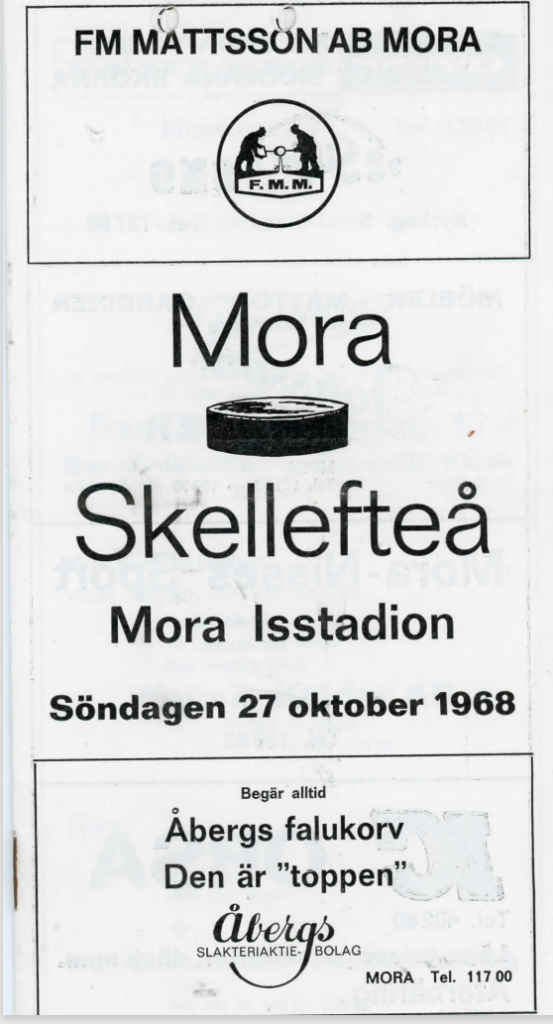 FM MATTSSON AB MORA
F. M. M.
Mora
Skellefteå
Mora Isstadion
Söndagen 27 oktober 1968
Begär alltid
Åbergs falukorv
Den är "toppen"
Åbergs
SLAKTERIAKTIE- BOLAG
MORA Tel. 117 00